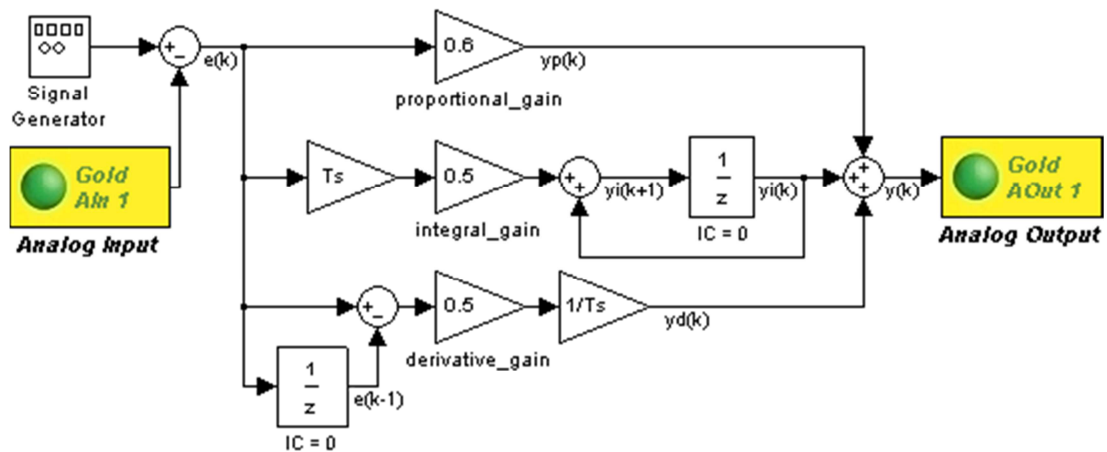 Signal
Generator
+
−
e(k)
0.6
proportional_gain
yp(k)
Gold
AIn 1
Analog Input
Ts
0.5
integral_gain
+
+
yi(k+1)
1
z
IC = 0
yi(k)
+
+
+
y(k)
Gold
AOut 1
Analog Output
+
−
0.5
derivative_gain
1/Ts
yd(k)
1
z
IC = 0
e(k-1)